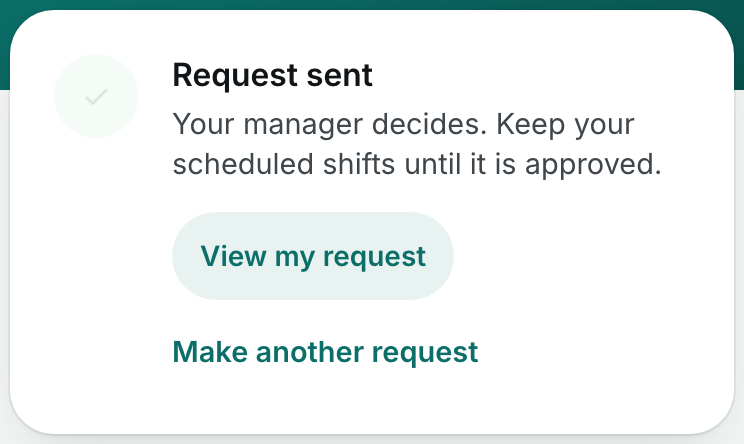 Request sent
Your manager decides. Keep your
scheduled shifts until it is approved.
View my request
Make another request